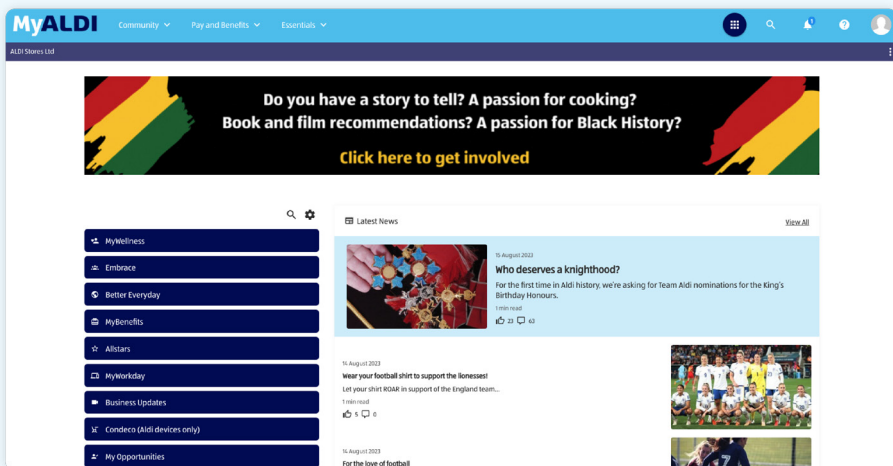 MyALDI
Community
Pay and Benefits
Essentials
ALDI Stores Ltd
Do you have a story to tell? A passion for cooking?
Book and film recommendations? A passion for Black History?
Click here to get involved
MyWellness
Embrace
Better Everyday
MyBenefits
Allstars
MyWorkday
Business Updates
Condeco (Aldi devices only)
My Opportunities
Latest News
View All
15 August 2023
Who deserves a knighthood?
For the first time in Aldi history, we're asking for Team Aldi nominations for the King's
Birthday Honours.
1 min read
23 63
14 August 2023
Wear your football shirt to support the lionesses!
Let your shirt ROAR in support of the England team...
1 min read
5 0
14 August 2023
For the love of football